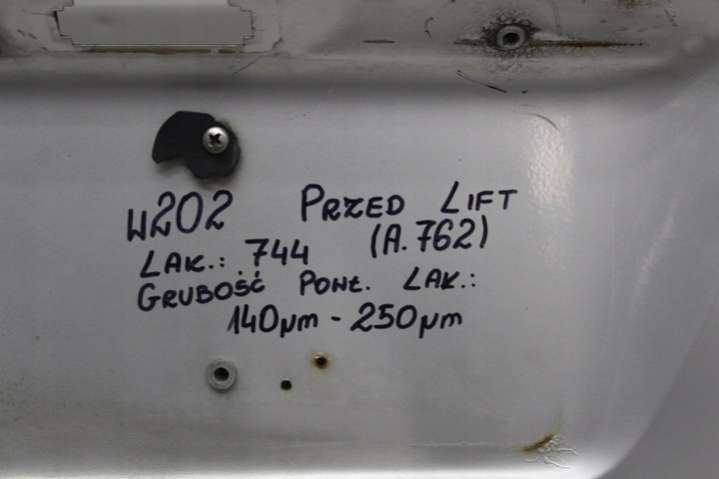 W202 PRZED LIFT
LAK.: 744 (A.762)
GRUBOŚĆ POWŁ. LAK.:
140µm - 250µm